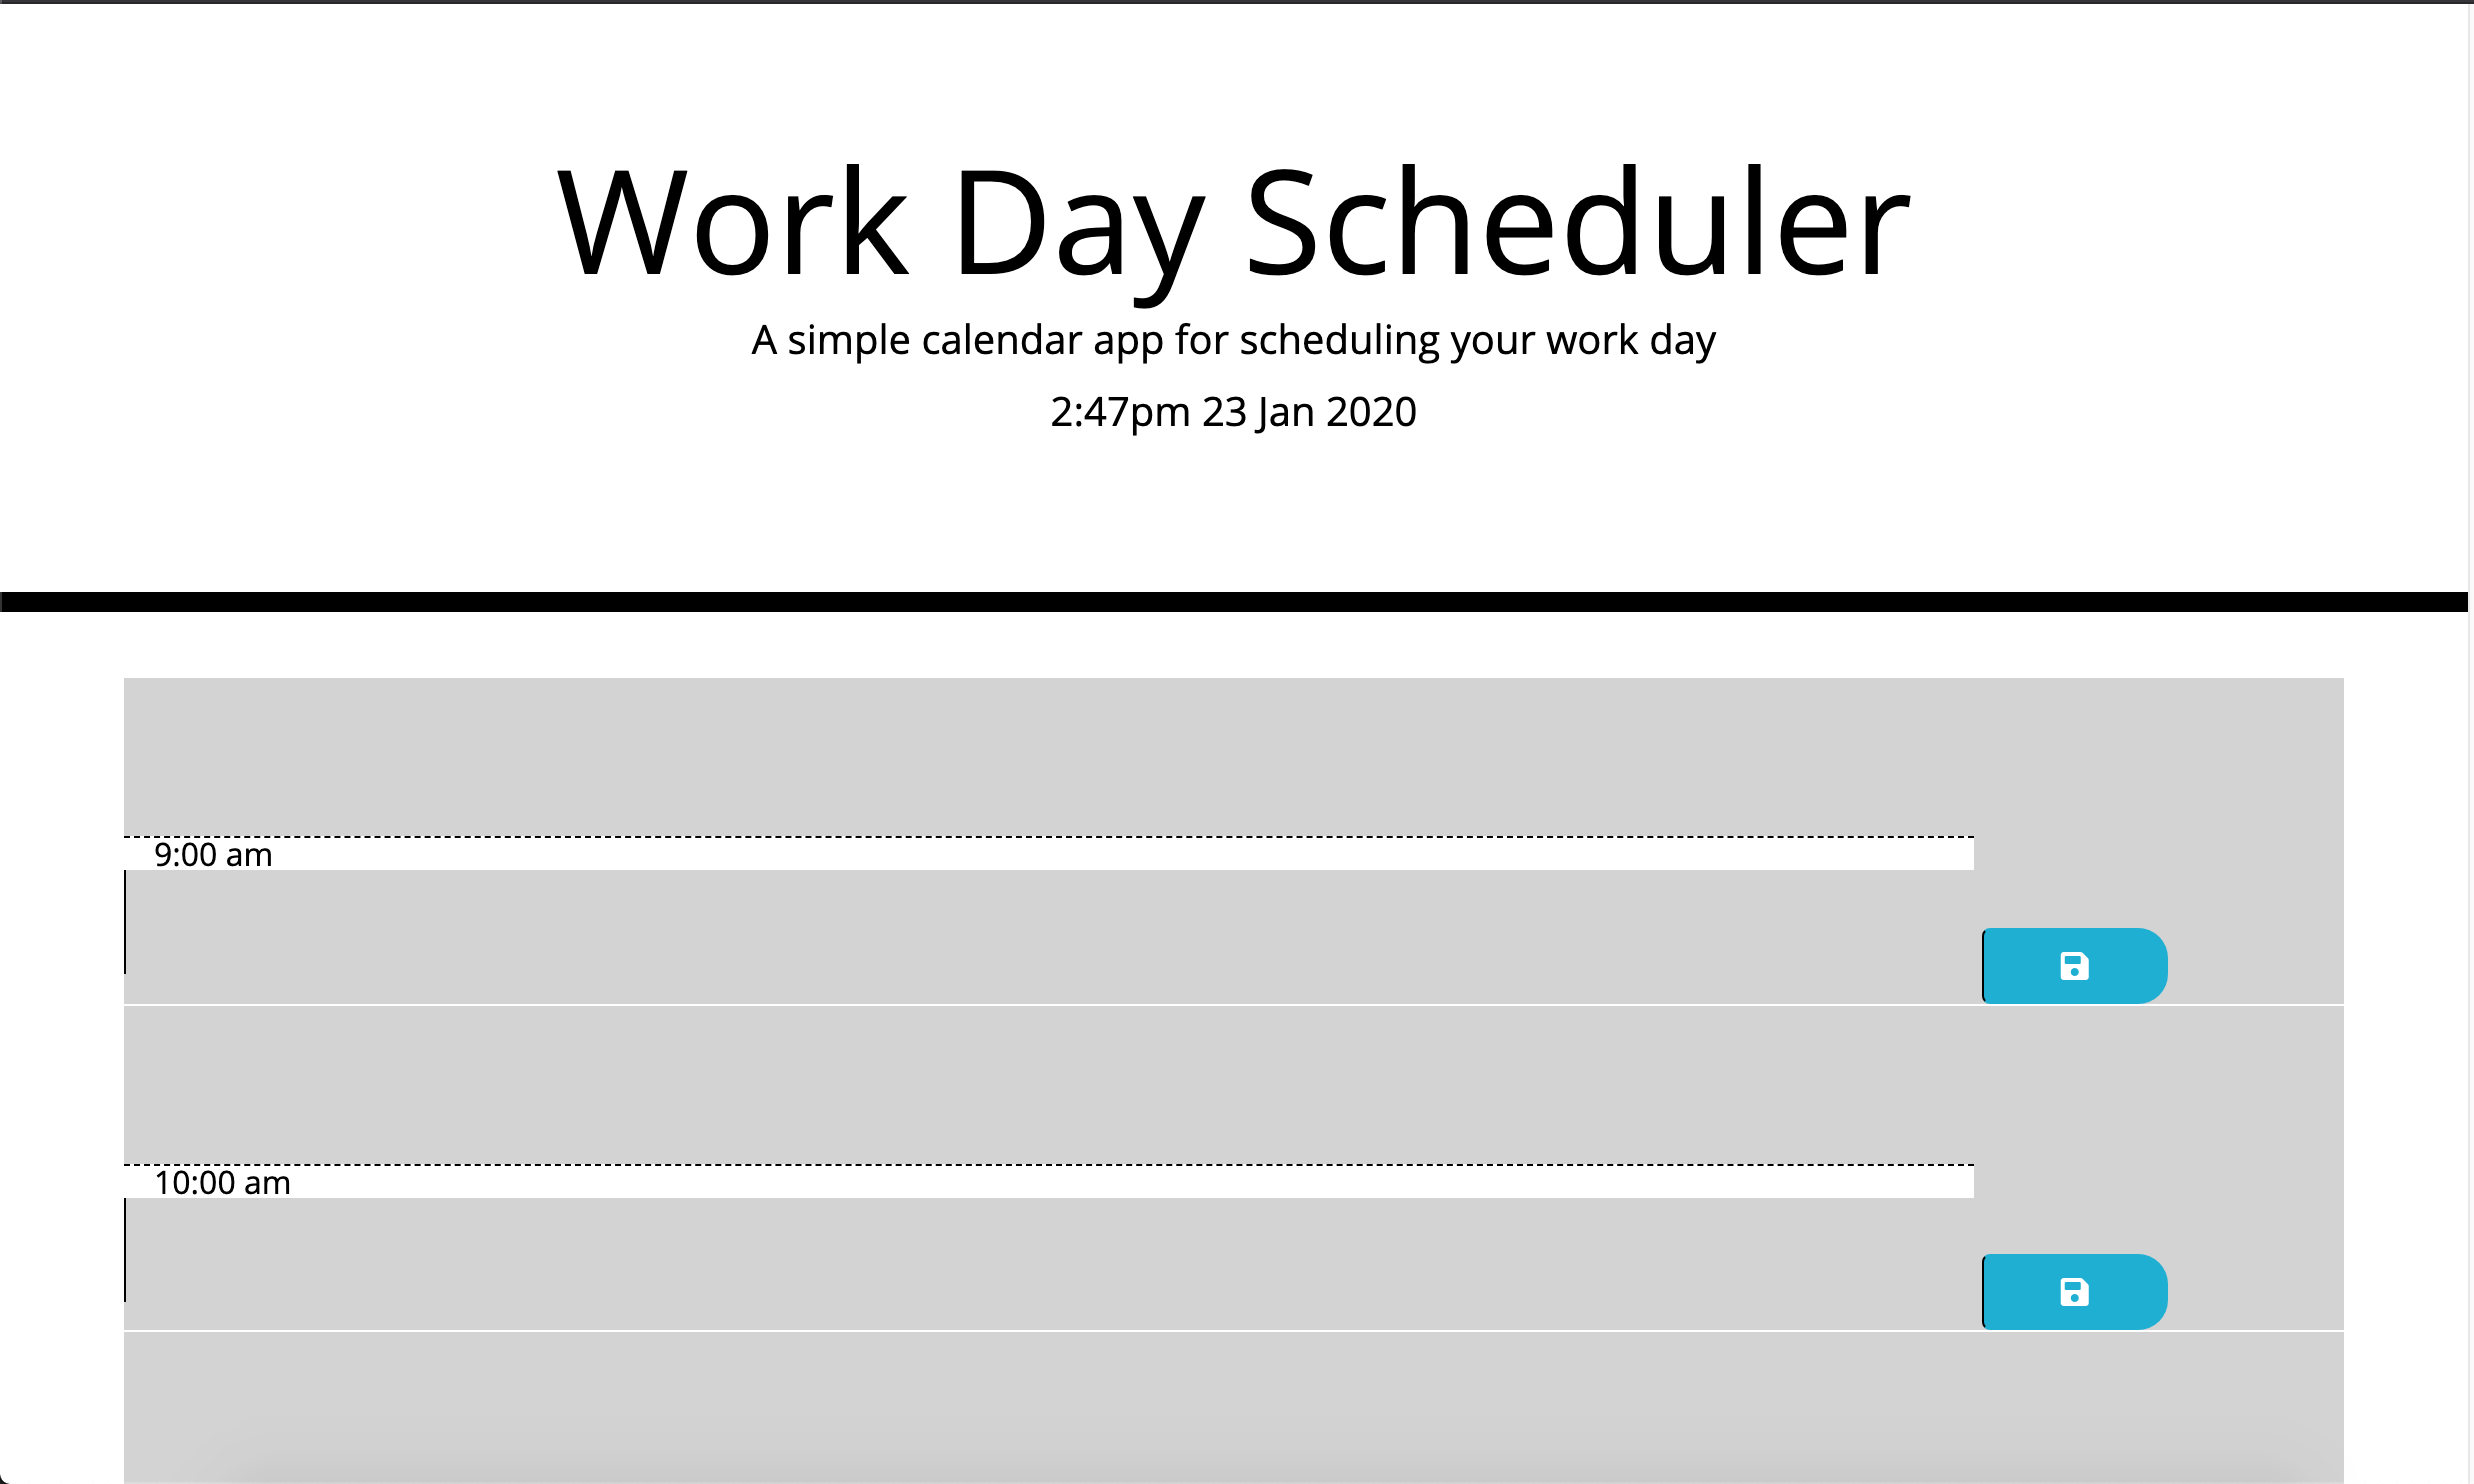 Work Day Scheduler
A simple calendar app for scheduling your work day
2:47pm 23 Jan 2020
9:00 am
10:00 am